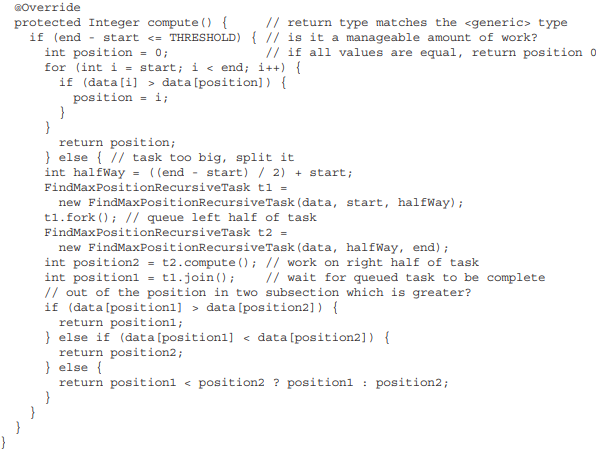 @Override
protected Integer compute() { // return type matches the <generic> type
if (end - start <= THRESHOLD) { // is it a manageable amount of work?
int position = 0; // if all values are equal, return position 0
for (int i = start; i < end; i++) {
if (data[i] > data[position]) {
position = i;
}
}
return position;
} else { // task too big, split it
int halfWay = ((end - start) / 2) + start;
FindMaxPositionRecursiveTask t1 =
new FindMaxPositionRecursiveTask(data, start, halfWay);
t1.fork(); // queue left half of task
FindMaxPositionRecursiveTask t2 =
new FindMaxPositionRecursiveTask(data, halfWay, end);
int position2 = t2.compute(); // work on right half of task
int position1 = t1.join(); // wait for queued task to be complete
// out of the position in two subsection which is greater?
if (data[position1] > data[position2]) {
return position1;
} else if (data[position1] < data[position2]) {
return position2;
} else {
return position1 < position2 ? position1 : position2;
}
}
}
}